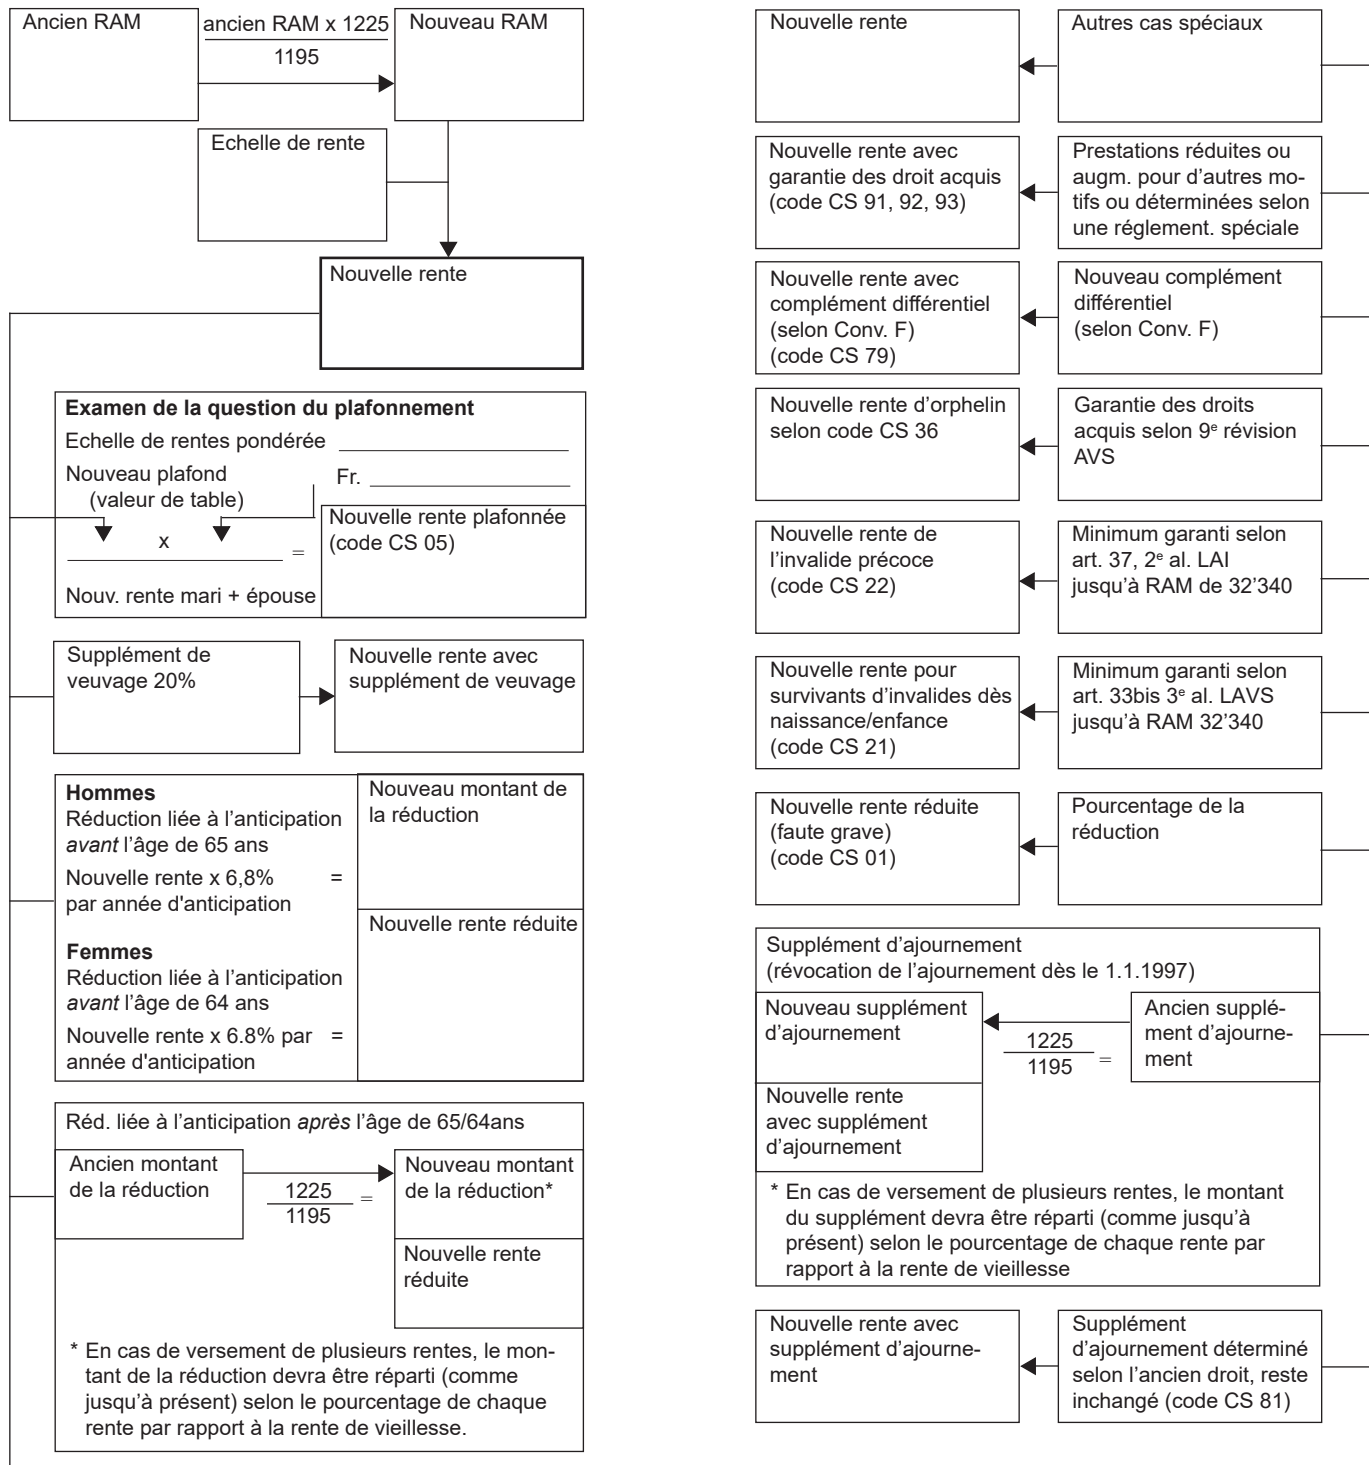 Ancien RAM
ancien RAM x 1225
1195
Nouveau RAM
Echelle de rente
Nouvelle rente
Examen de la question du plafonnement
Echelle de rentes pondérée
Nouveau plafond
(valeur de table)
Fr.
x
=
Nouvelle rente plafonnée
(code CS 05)
Nouv. rente mari + épouse
Supplément de
veuvage 20%
Nouvelle rente avec
supplément de veuvage
Hommes
Réduction liée à l'anticipation
avant l'âge de 65 ans
Nouvelle rente x 6,8% =
par année d'anticipation
Nouveau montant de
la réduction
Nouvelle rente réduite
Femmes
Réduction liée à l'anticipation
avant l'âge de 64 ans
Nouvelle rente x 6.8% par =
année d'anticipation
Réd. liée à l'anticipation après l'âge de 65/64ans
Ancien montant
de la réduction
1225
1195
=
Nouveau montant
de la réduction*
Nouvelle rente
réduite
* En cas de versement de plusieurs rentes, le mon-
tant de la réduction devra être réparti (comme
jusqu'à présent) selon le pourcentage de chaque
rente par rapport à la rente de vieillesse.
Nouvelle rente
Autres cas spéciaux
Nouvelle rente avec
garantie des droit acquis
(code CS 91, 92, 93)
Prestations réduites ou
augm. pour d'autres mo-
tifs ou déterminées selon
une réglement. spéciale
Nouvelle rente avec
complément différentiel
(selon Conv. F)
(code CS 79)
Nouveau complément
différentiel
(selon Conv. F)
Nouvelle rente d'orphelin
selon code CS 36
Garantie des droits
acquis selon 9e révision
AVS
Nouvelle rente de
l'invalide précoce
(code CS 22)
Minimum garanti selon
art. 37, 2e al. LAI
jusqu'à RAM de 32'340
Nouvelle rente pour
survivants d'invalides dès
naissance/enfance
(code CS 21)
Minimum garanti selon
art. 33bis 3e al. LAVS
jusqu'à RAM 32'340
Nouvelle rente réduite
(faute grave)
(code CS 01)
Pourcentage de la
réduction
Supplément d'ajournement
(révocation de l'ajournement dès le 1.1.1997)
Nouveau supplément
d'ajournement
1225
1195
=
Ancien supplé-
ment d'ajourne-
ment
Nouvelle rente
avec supplément
d'ajournement
* En cas de versement de plusieurs rentes, le montant
du supplément devra être réparti (comme jusqu'à
présent) selon le pourcentage de chaque rente par
rapport à la rente de vieillesse
Nouvelle rente avec
supplément d'ajourne-
ment
Supplément
d'ajournement déterminé
selon l'ancien droit, reste
inchangé (code CS 81)